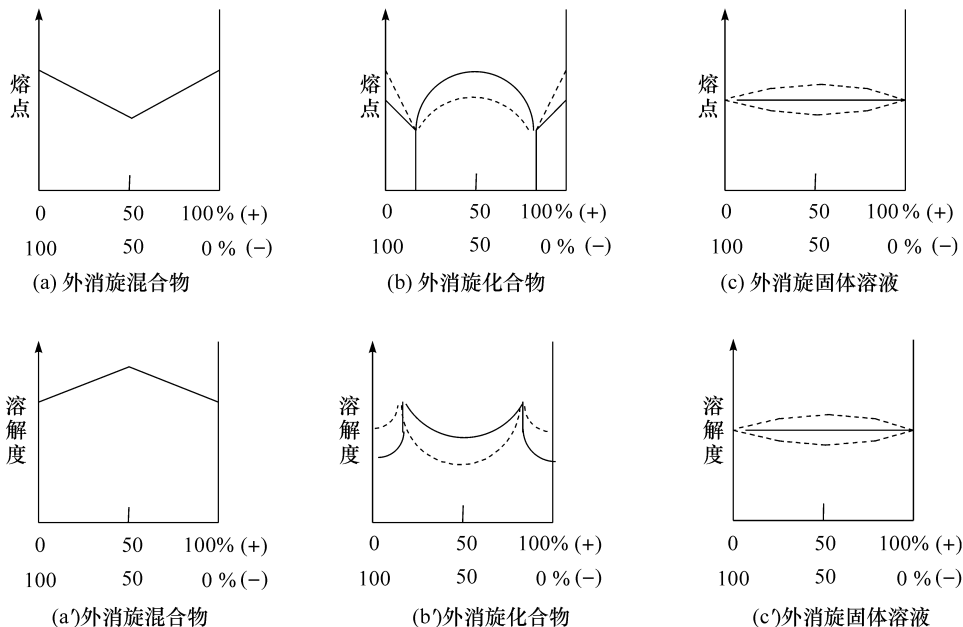 熔点
0 50 100% (+)
100 50 0 % (−)
(a) 外消旋混合物
熔点
0 50 100% (+)
100 50 0 % (−)
(b) 外消旋化合物
熔点
0 50 100% (+)
100 50 0 % (−)
(c) 外消旋固体溶液
溶解度
0 50 100% (+)
100 50 0 % (−)
(a′)外消旋混合物
溶解度
0 50 100% (+)
100 50 0 % (−)
(b′)外消旋化合物
溶解度
0 50 100% (+)
100 50 0 % (−)
(c′)外消旋固体溶液